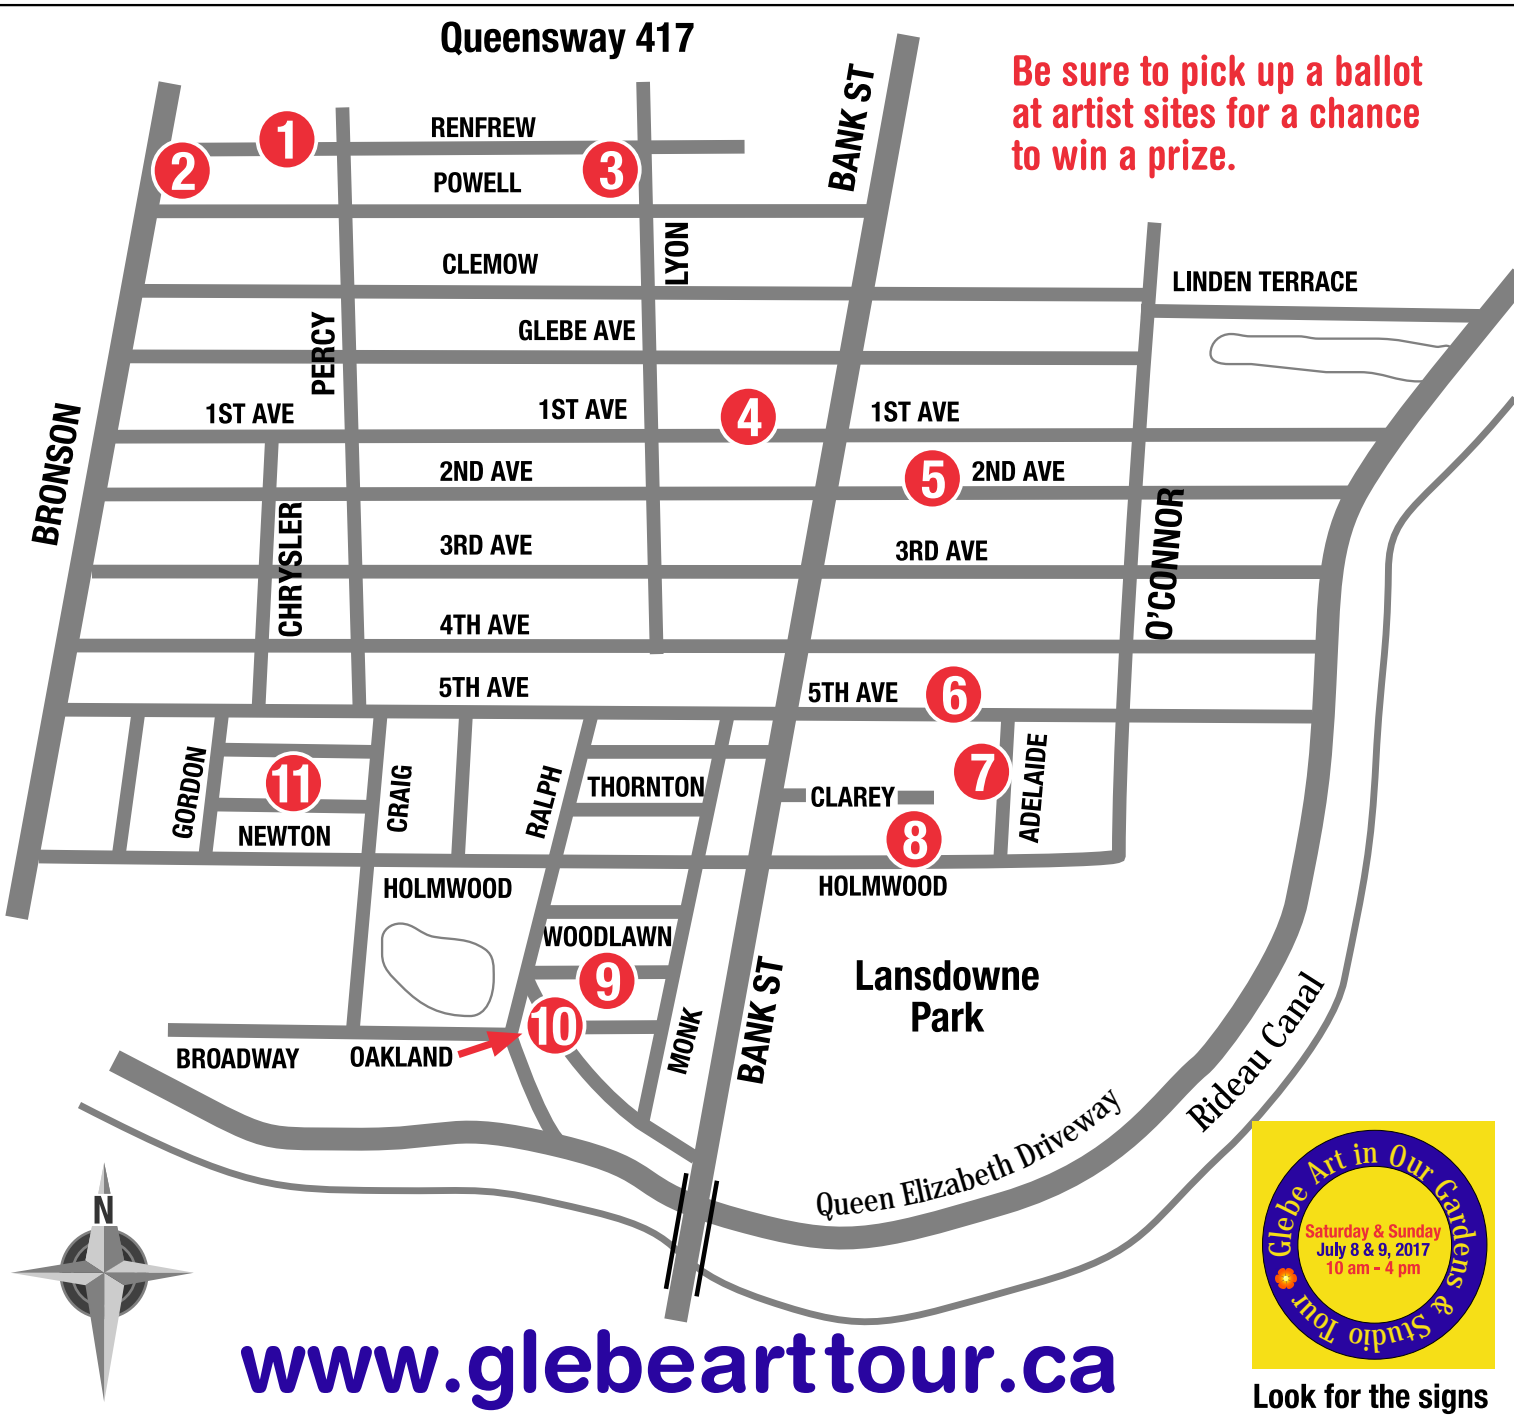 Queensway 417
Be sure to pick up a ballot
at artist sites for a chance
to win a prize.
BANK ST
1
RENFREW
2
3
POWELL
LYON
CLEMOW
LINDEN TERRACE
PERCY
GLEBE AVE
BRONSON
1ST AVE
1ST AVE
4
1ST AVE
2ND AVE
5
2ND AVE
CHRYSLER
3RD AVE
3RD AVE
O'CONNOR
4TH AVE
5TH AVE
5TH AVE
6
GORDON
11
CRAIG
RALPH
THORNTON
CLAREY
7
ADELAIDE
NEWTON
8
HOLMWOOD
HOLMWOOD
WOODLAWN
9
10
MONK
BANK ST
Lansdowne
Park
BROADWAY
OAKLAND
Rideau Canal
Queen Elizabeth Driveway
N
Glebe Art in Our Gardens & Studio Tour
Saturday & Sunday
July 8 & 9, 2017
10 am - 4 pm
www.glebearttour.ca
Look for the signs